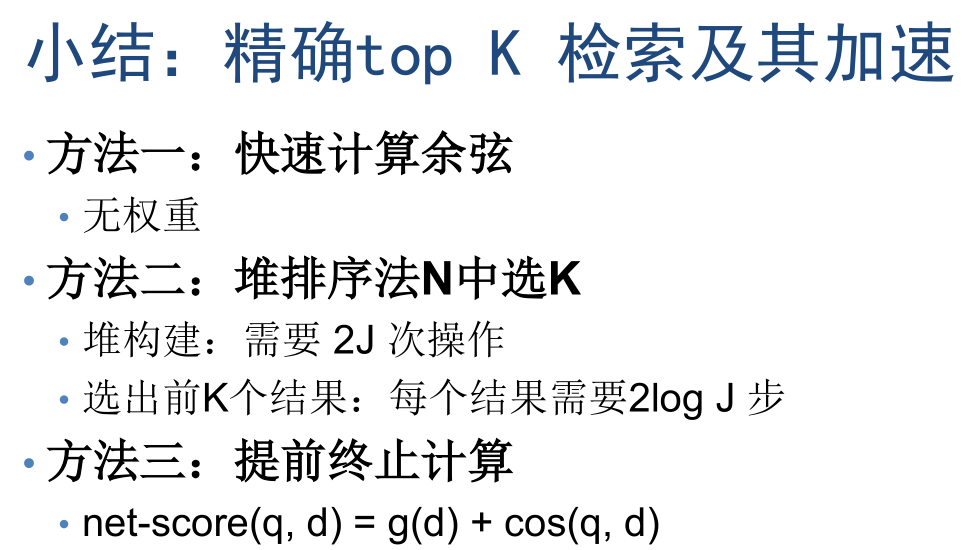 小结：精确top K 检索及其加速
• 方法一：快速计算余弦
• 无权重
• 方法二：堆排序法N中选K
• 堆构建：需要 2J 次操作
• 选出前K个结果：每个结果需要2log J 步
• 方法三：提前终止计算
• net-score(q, d) = g(d) + cos(q, d)